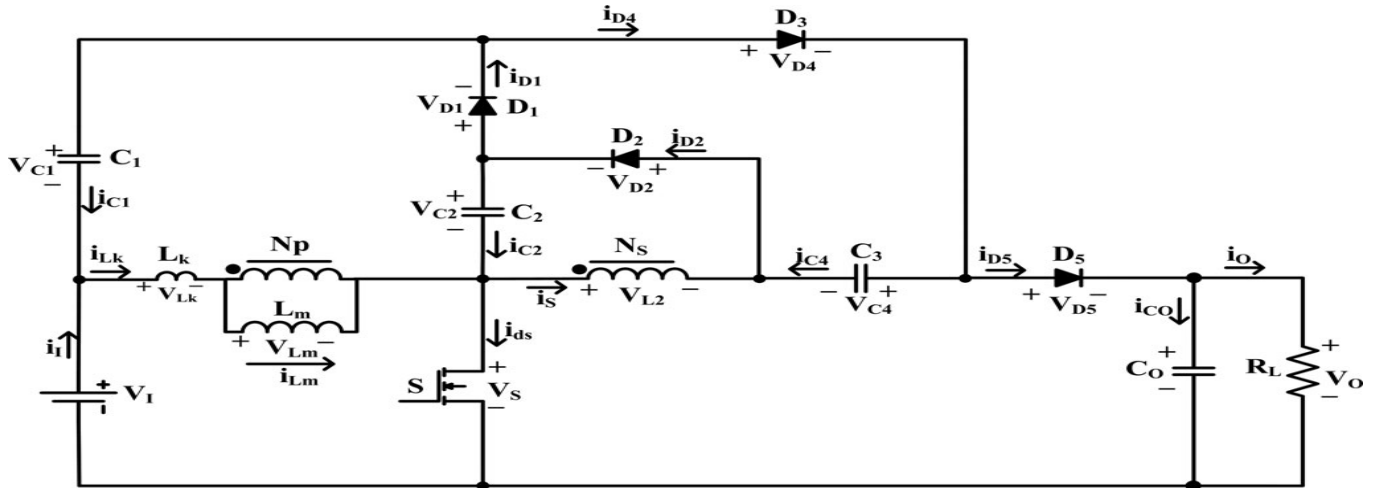 iD4
D3
+ −
VD4
iD1
−
VD1
D1
+
D2
iD2
− +
VD2
+
VC1
C1
−
iC1
+
VC2
C2
−
iC2
iLk
Lk
Np
+ −
VLk
Lm
+ −
VLm
iLm
NS
iS
+ −
VL2
iC4
C3
− +
VC4
iD5
D5
+ −
VD5
iO
iCO
iI
+
VI
ids
S
+
VS
−
+
CO
−
RL
+
VO
−